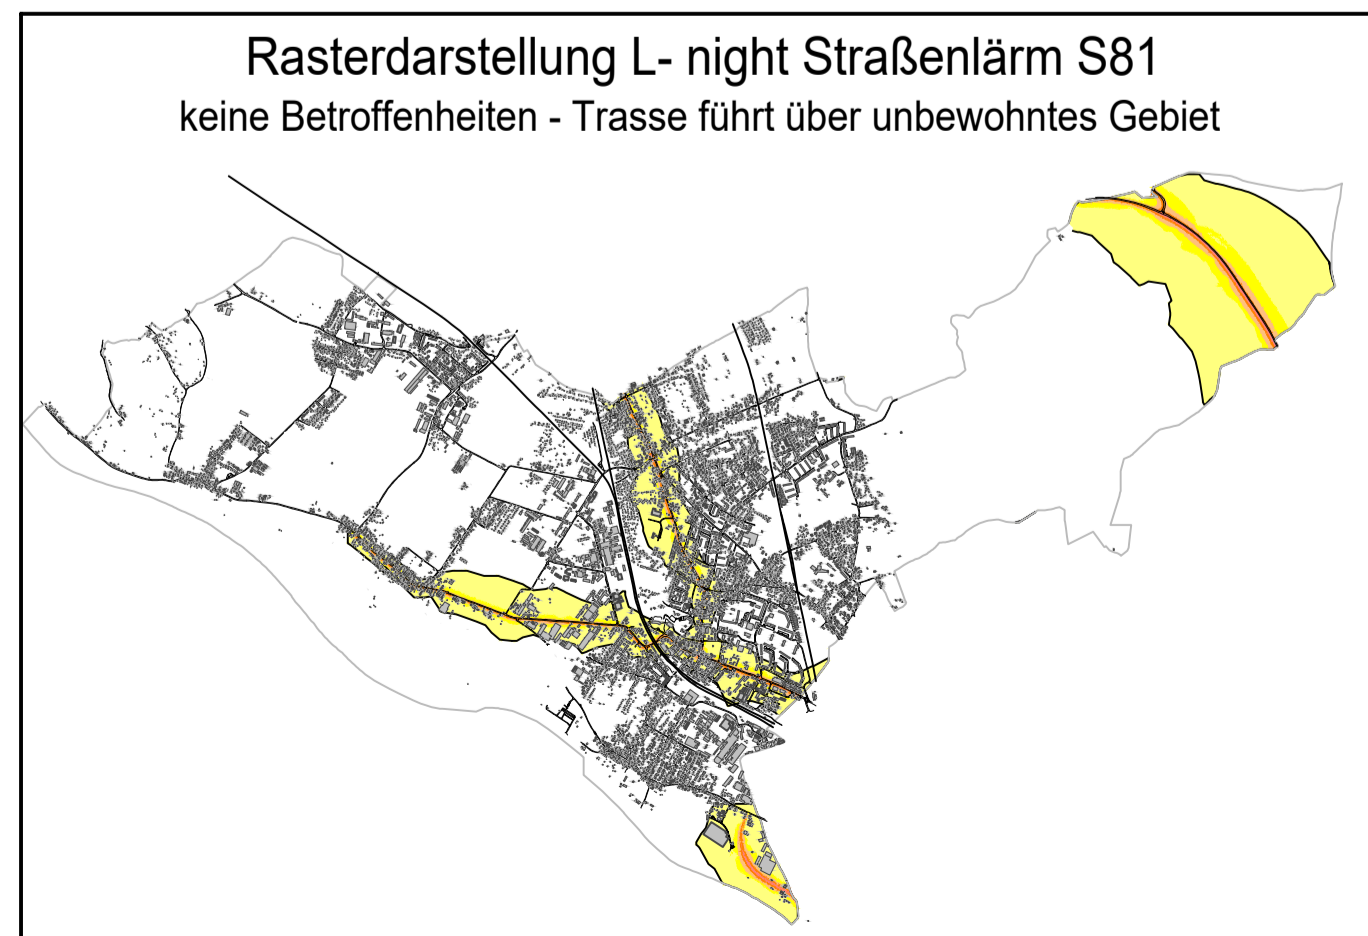 Rasterdarstellung L- night Straßenlärm S81
keine Betroffenheiten - Trasse führt über unbewohntes Gebiet